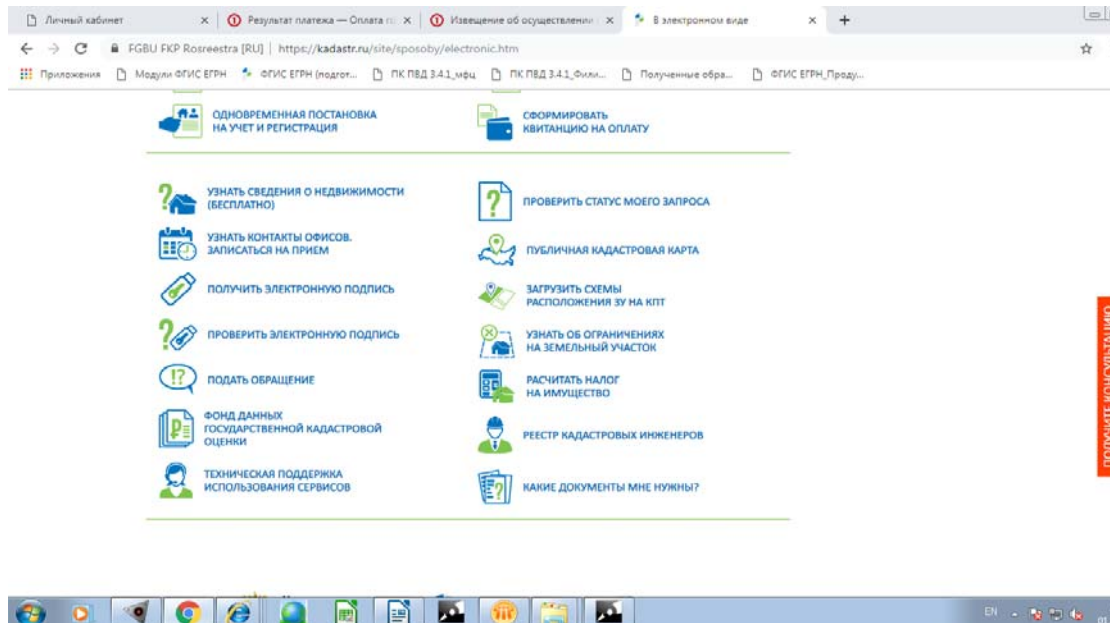 Личный кабинет
Результат платежа — Оплата г
Извещение об осуществлении
В электронном виде
FGBU FKP Rosreestra [RU] | https://kadastr.ru/site/sposoby/electronic.htm
Приложения
Модули ФГИС ЕГРН
ФГИС ЕГРН (подгот...
ПК ПВД 3.4.1_мфц
ПК ПВД 3.4.1_Фили...
Полученные обра...
ФГИС ЕГРН_Проду...
ОДНОВРЕМЕННАЯ ПОСТАНОВКА
НА УЧЕТ И РЕГИСТРАЦИЯ
СФОРМИРОВАТЬ
КВИТАНЦИЮ НА ОПЛАТУ
УЗНАТЬ СВЕДЕНИЯ О НЕДВИЖИМОСТИ
(БЕСПЛАТНО)
ПРОВЕРИТЬ СТАТУС МОЕГО ЗАПРОСА
УЗНАТЬ КОНТАКТЫ ОФИСОВ.
ЗАПИСАТЬСЯ НА ПРИЕМ
ПУБЛИЧНАЯ КАДАСТРОВАЯ КАРТА
ПОЛУЧИТЬ ЭЛЕКТРОННУЮ ПОДПИСЬ
ЗАГРУЗИТЬ СХЕМЫ
РАСПОЛОЖЕНИЯ ЗУ НА КПТ
ПРОВЕРИТЬ ЭЛЕКТРОННУЮ ПОДПИСЬ
УЗНАТЬ ОБ ОГРАНИЧЕНИЯХ
НА ЗЕМЕЛЬНЫЙ УЧАСТОК
ПОДАТЬ ОБРАЩЕНИЕ
РАСЧИТАТЬ НАЛОГ
НА ИМУЩЕСТВО
ФОНД ДАННЫХ
ГОСУДАРСТВЕННОЙ КАДАСТРОВОЙ
ОЦЕНКИ
РЕЕСТР КАДАСТРОВЫХ ИНЖЕНЕРОВ
ТЕХНИЧЕСКАЯ ПОДДЕРЖКА
ИСПОЛЬЗОВАНИЯ СЕРВИСОВ
КАКИЕ ДОКУМЕНТЫ МНЕ НУЖНЫ?
ПОЛУЧИТЕ КОНСУЛЬТАЦИЮ
EN